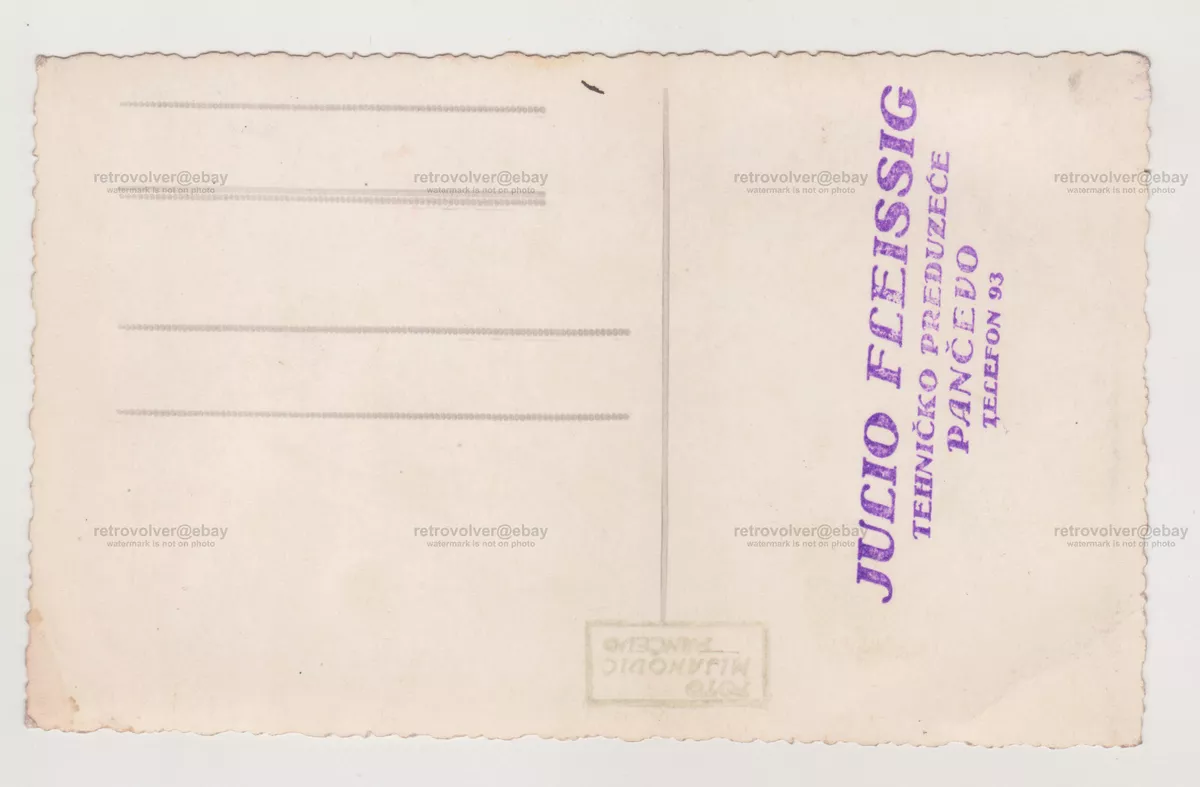 JULIO FLEISSIG
TEHNIČKO PREDUZEĆE
PANČEVO
TELEFON 93
FOTO
MIJANOVIC
PANČEVO
retrovolver@ebay
watermark is not on photo
retrovolver@ebay
watermark is not on photo
retrovolver@ebay
watermark is not on photo
retrovolver@ebay
watermark is not on photo
retrovolver@ebay
watermark is not on photo
retrovolver@ebay
watermark is not on photo
retrovolver@ebay
watermark is not on photo
retrovolver@ebay
watermark is not on photo